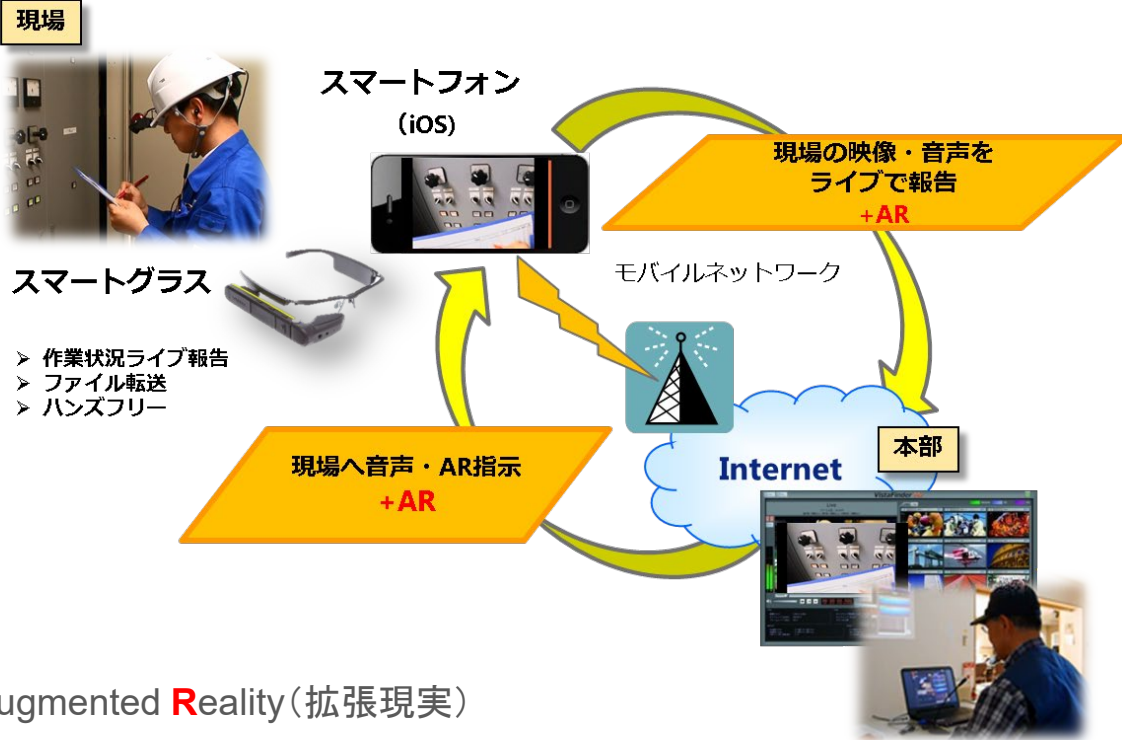 現場
スマートフォン
(iOS)
現場の映像・音声を
ライブで報告
+AR
スマートグラス
モバイルネットワーク
➢ 作業状況ライブ報告
➢ ファイル転送
➢ ハンズフリー
本部
現場へ音声・AR指示
+AR
Internet
VistaFinder
ugmented Reality(拡張現実)